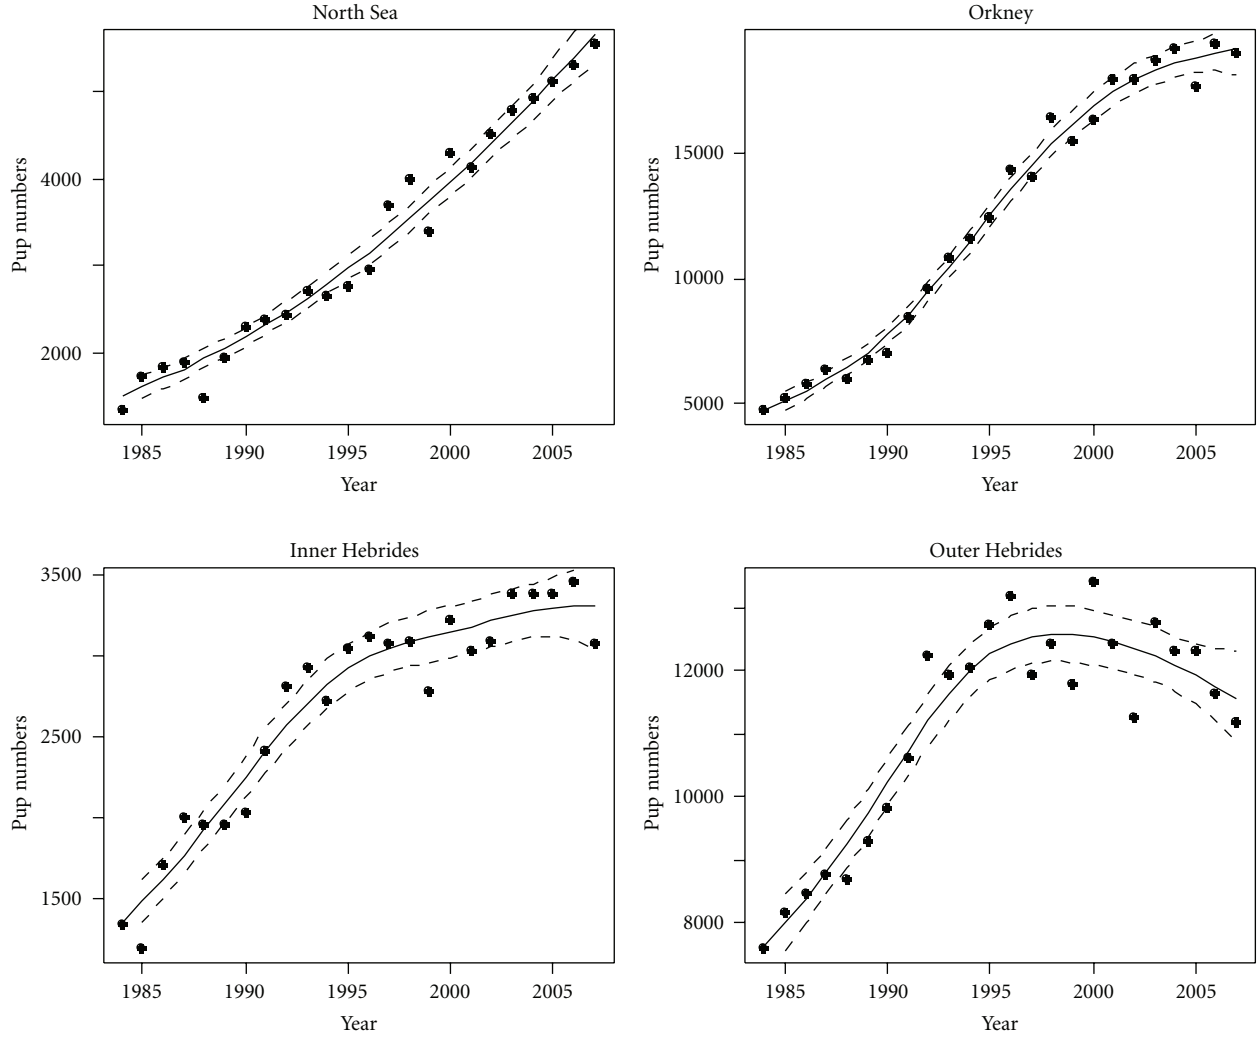 North Sea
Pup numbers
4000
2000
1985 1990 1995 2000 2005
Year
Orkney
Pup numbers
15000
10000
5000
1985 1990 1995 2000 2005
Year
Inner Hebrides
Pup numbers
3500
2500
1500
1985 1990 1995 2000 2005
Year
Outer Hebrides
Pup numbers
12000
10000
8000
1985 1990 1995 2000 2005
Year